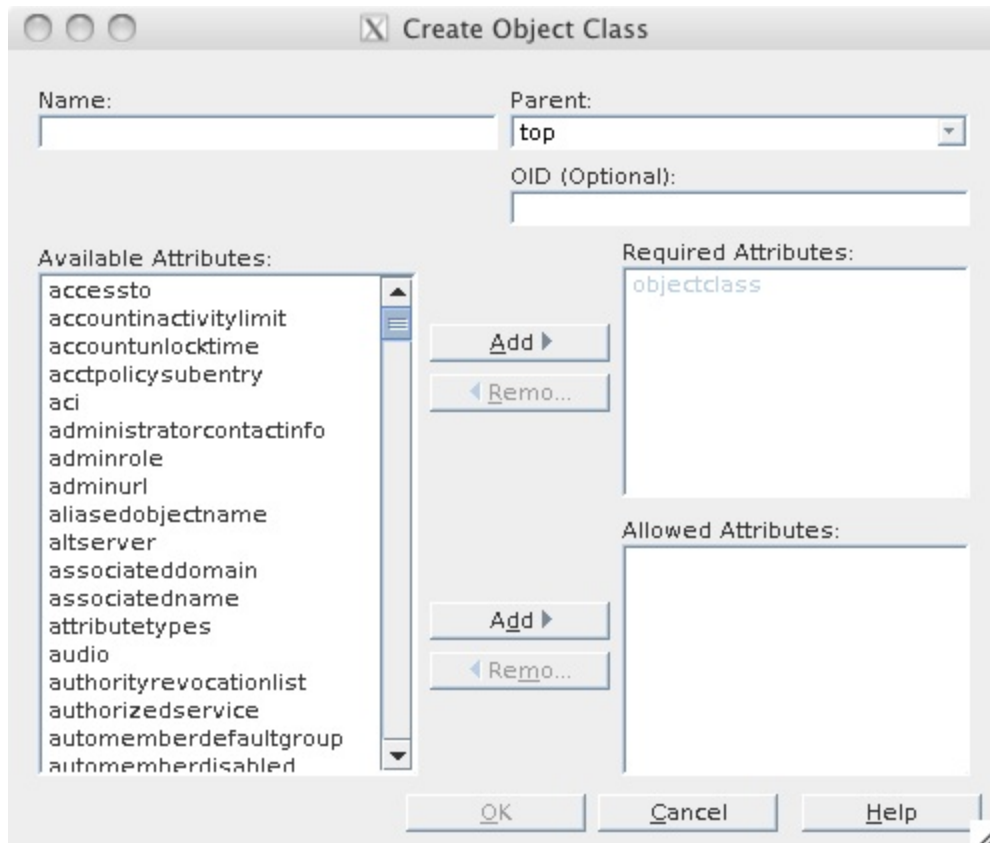 Create Object Class
Name:
Parent:
top
OID (Optional):
Available Attributes:
accessto
accountinactivitylimit
accountunlocktime
acctpolicysubentry
aci
administratorcontactinfo
adminrole
adminurl
aliasedobjectname
altserver
associateddomain
associatedname
attributetypes
audio
authorityrevocationlist
authorizedservice
automemberdefaultgroup
automemberdisabled
Add
Remo...
Add
Remo...
Required Attributes:
objectclass
Allowed Attributes:
OK
Cancel
Help